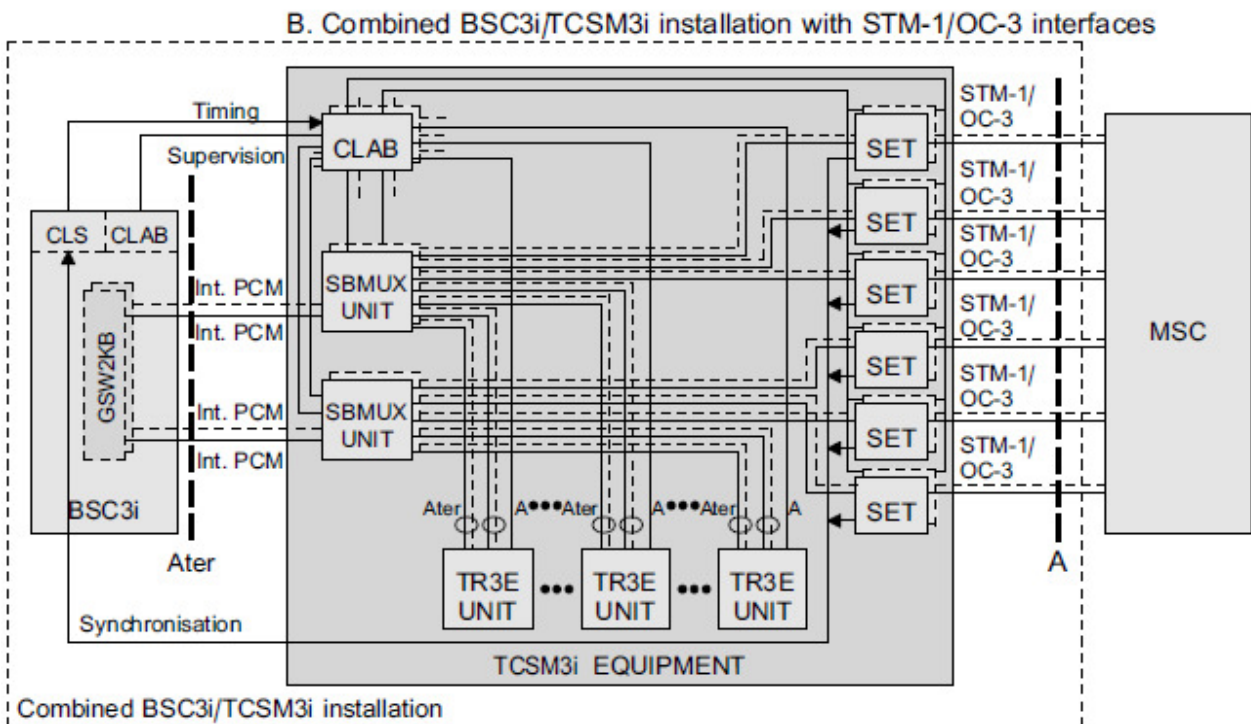 B. Combined BSC3i/TCSM3i installation with STM-1/OC-3 interfaces
Timing
Supervision
CLAB
CLS
CLAB
GSW2KB
BSC3i
Int. PCM
Int. PCM
Int. PCM
Int. PCM
Ater
SBMUX
UNIT
SBMUX
UNIT
SET
SET
SET
SET
SET
SET
STM-1/
OC-3
STM-1/
OC-3
STM-1/
OC-3
STM-1/
OC-3
STM-1/
OC-3
STM-1/
OC-3
MSC
A
Ater A Ater A Ater A
TR3E
UNIT
TR3E
UNIT
TR3E
UNIT
Synchronisation
TCSM3i EQUIPMENT
Combined BSC3i/TCSM3i installation